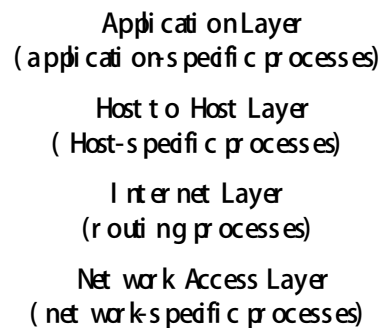 Application Layer
(application-specific processes)
Host to Host Layer
( Host-specific processes)
Internet Layer
(routing processes)
Network Access Layer
( network-specific processes)